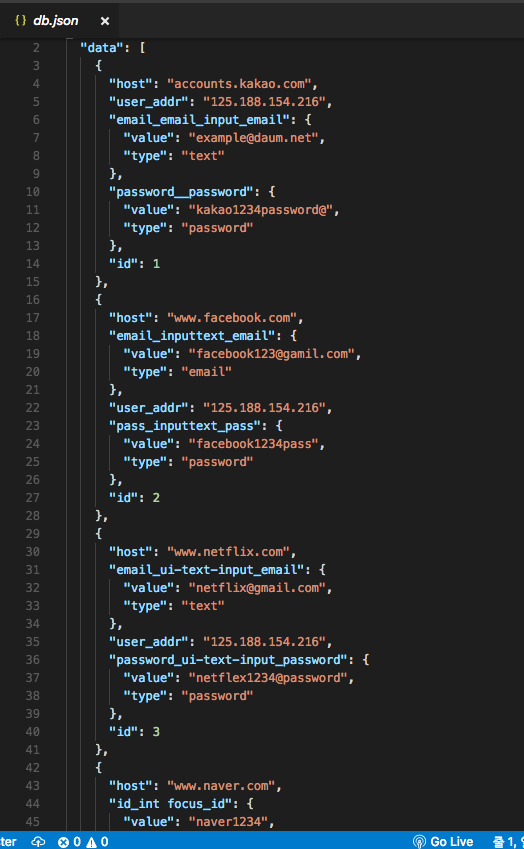 {} db.json ×
2 "data": [
3 {
4 "host": "accounts.kakao.com",
5 "user_addr": "125.188.154.216",
6 "email_email_input_email": {
7 "value": "example@daum.net",
8 "type": "text"
9 },
10 "password__password": {
11 "value": "kakao1234password@",
12 "type": "password"
13 },
14 "id": 1
15 },
16 {
17 "host": "www.facebook.com",
18 "email_inputtext_email": {
19 "value": "facebook123@gamil.com",
20 "type": "email"
21 },
22 "user_addr": "125.188.154.216",
23 "pass_inputtext_pass": {
24 "value": "facebook1234pass",
25 "type": "password"
26 },
27 "id": 2
28 },
29 {
30 "host": "www.netflix.com",
31 "email_ui-text-input_email": {
32 "value": "netflix@gmail.com",
33 "type": "text"
34 },
35 "user_addr": "125.188.154.216",
36 "password_ui-text-input_password": {
37 "value": "netflex1234@password",
38 "type": "password"
39 },
40 "id": 3
41 },
42 {
43 "host": "www.naver.com",
44 "id_int focus_id": {
45 "value": "naver1234",
ter 0 0 Go Live 줄 1,